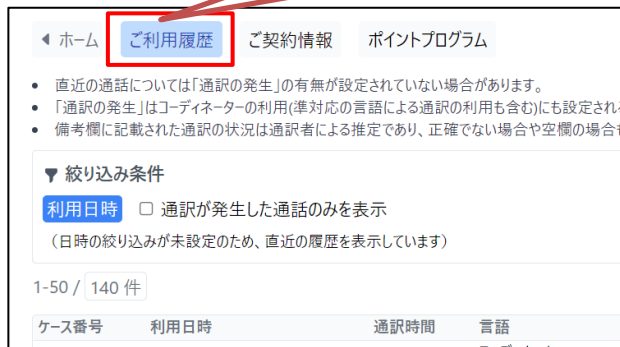 ホーム ご利用履歴 ご契約情報 ポイントプログラム
直近の通話については「通訳の発生」の有無が設定されていない場合があります。
「通訳の発生」はコーディネーターの利用(準対応の言語による通訳の利用も含む)にも設定され
備考欄に記載された通訳の状況は通訳者による推定であり、正確でない場合や空欄の場合
絞り込み条件
利用日時 通訳が発生した通話のみを表示
(日時の絞り込みが未設定のため、直近の履歴を表示しています)
1-50 / 140 件
ケース番号 利用日時 通訳時間 言語